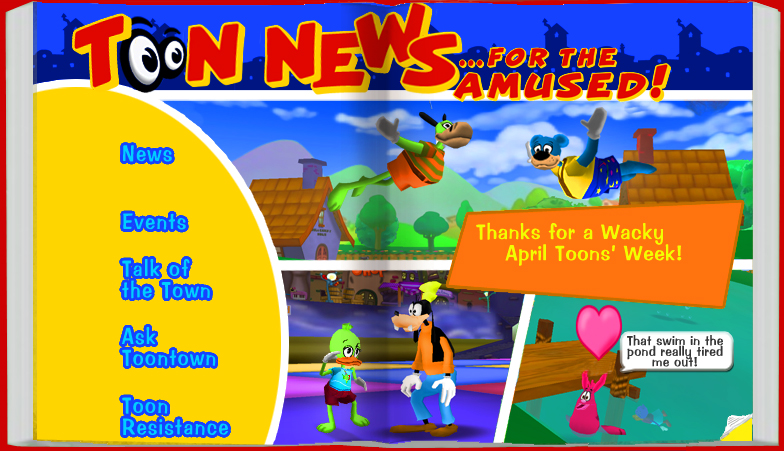 TOON NEWS
...FOR THE
AMUSED!
News
Events
Talk of
the Town
Ask
Toontown
Toon
Resistance
Thanks for a Wacky
April Toons' Week!
That swim in the
pond really tired
me out!